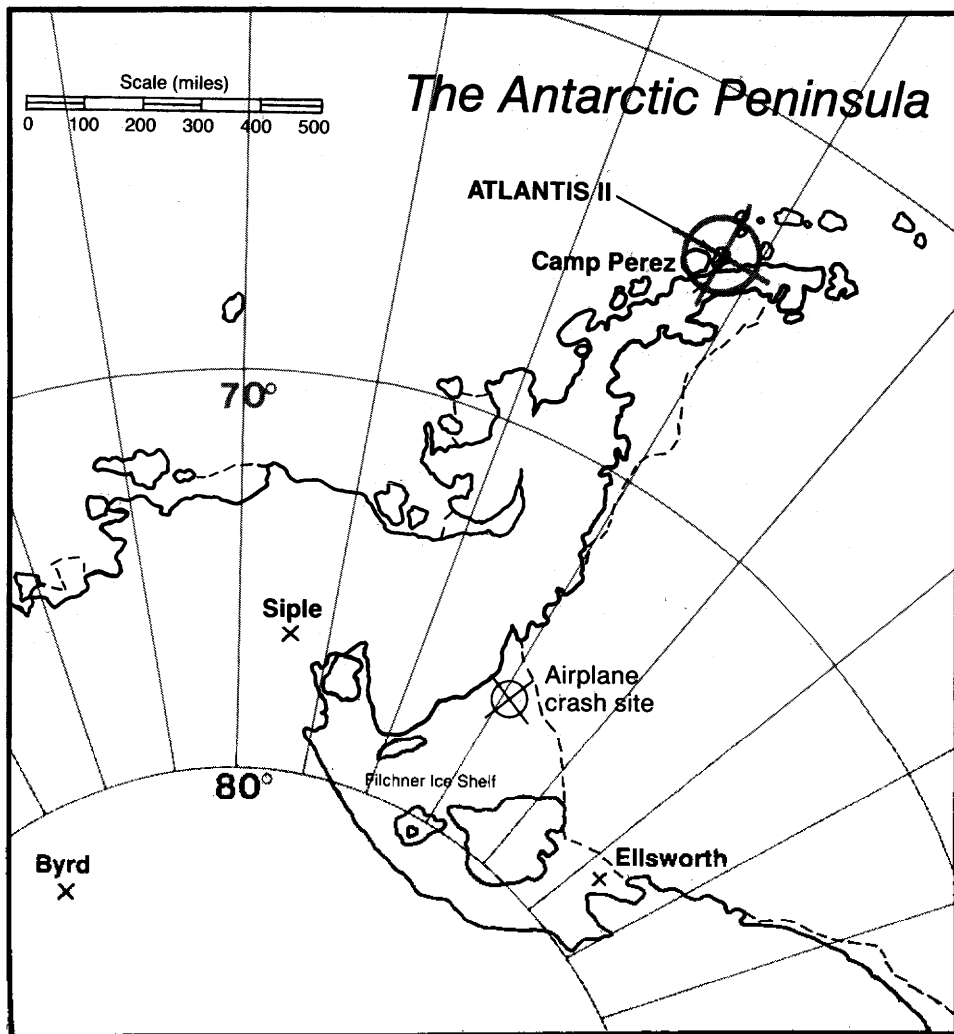 Scale (miles)
0 100 200 300 400 500
The Antarctic Peninsula
ATLANTIS II
Camp Perez
70°
Siple
Airplane
crash site
80°
Filchner Ice Shelf
Byrd
Ellsworth